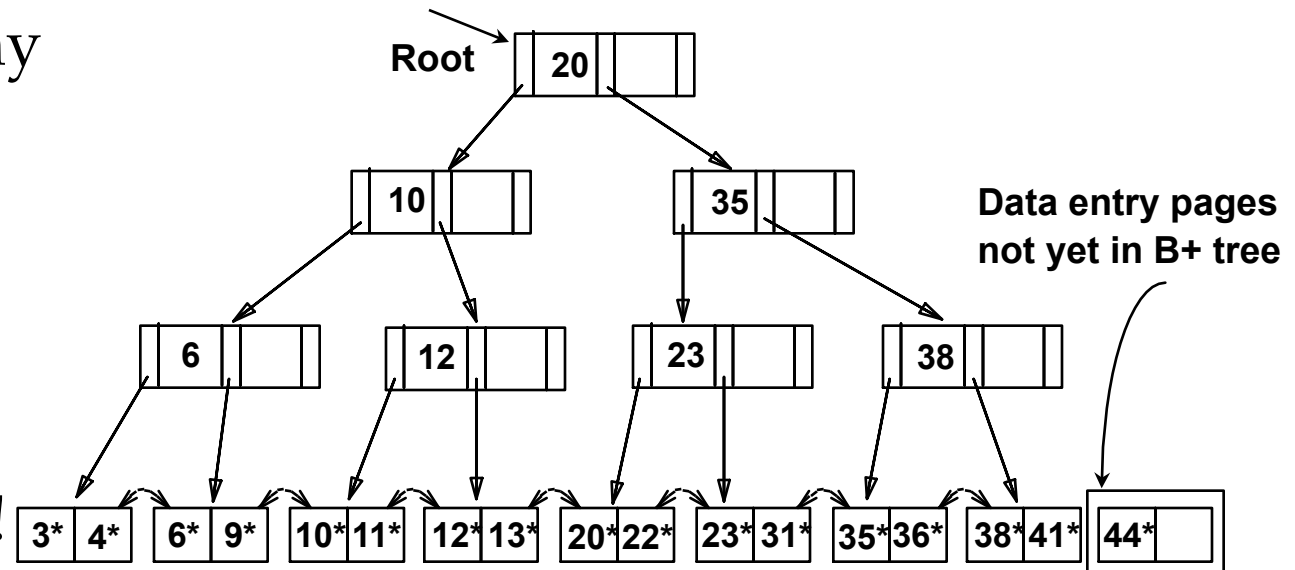 ny
Root
20
10
35
Data entry pages
not yet in B+ tree
6
12
23
38
! 3* 4* 6* 9* 10* 11* 12* 13* 20* 22* 23* 31* 35* 36* 38* 41* 44*